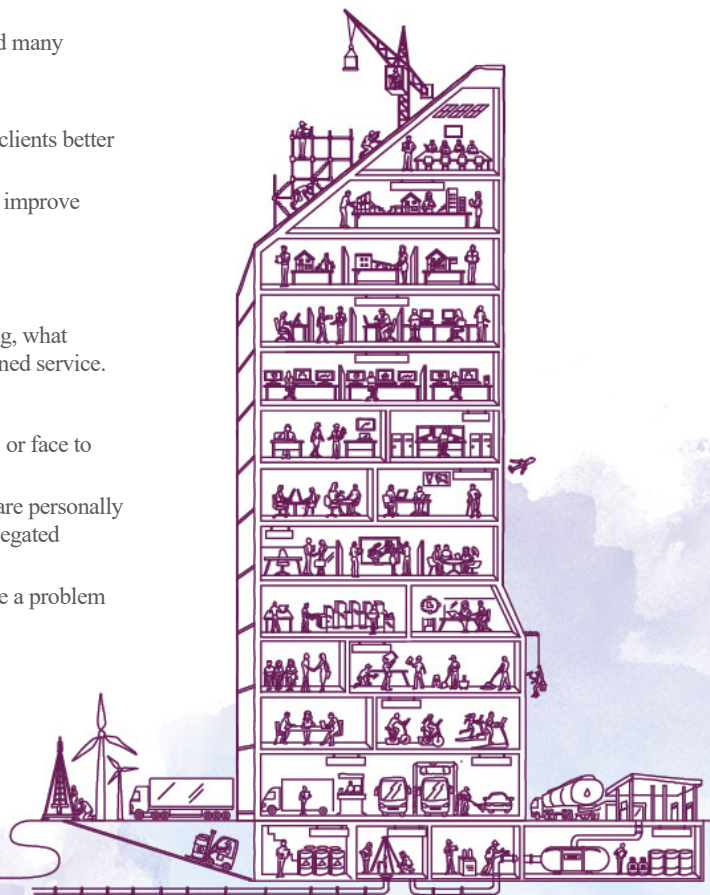 d many
clients better
improve
g, what
ned service.
or face to
are personally
egated
e a problem